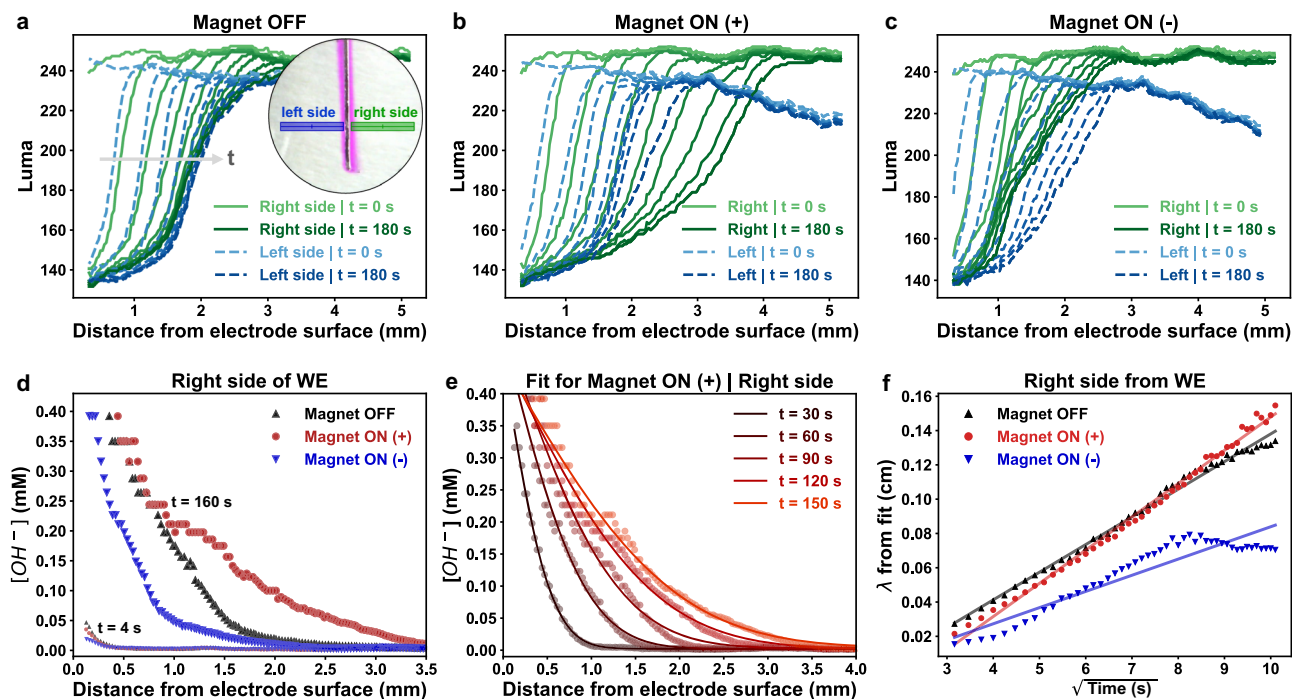 a
Magnet OFF
Luma
240
220
200
180
160
140
left side
right side
t
Right side | t = 0 s
Right side | t = 180 s
Left side | t = 0 s
Left side | t = 180 s
1 2 3 4 5
Distance from electrode surface (mm)
b
Magnet ON (+)
Luma
240
220
200
180
160
140
Right | t = 0 s
Right | t = 180 s
Left | t = 0 s
Left | t = 180 s
1 2 3 4 5
Distance from electrode surface (mm)
c
Magnet ON (-)
Luma
240
220
200
180
160
140
Right | t = 0 s
Right | t = 180 s
Left | t = 0 s
Left | t = 180 s
1 2 3 4 5
Distance from electrode surface (mm)
d
Right side of WE
[OH⁻] (mM)
0.40
0.35
0.30
0.25
0.20
0.15
0.10
0.05
0.00
Magnet OFF
Magnet ON (+)
Magnet ON (-)
t = 160 s
t = 4 s
0.0 0.5 1.0 1.5 2.0 2.5 3.0 3.5
Distance from electrode surface (mm)
e
Fit for Magnet ON (+) | Right side
[OH⁻] (mM)
0.40
0.35
0.30
0.25
0.20
0.15
0.10
0.05
0.00
t = 30 s
t = 60 s
t = 90 s
t = 120 s
t = 150 s
0.0 0.5 1.0 1.5 2.0 2.5 3.0 3.5 4.0
Distance from electrode surface (mm)
f
Right side from WE
λ from fit (cm)
0.16
0.14
0.12
0.10
0.08
0.06
0.04
0.02
Magnet OFF
Magnet ON (+)
Magnet ON (-)
3 4 5 6 7 8 9 10
√Time (s)